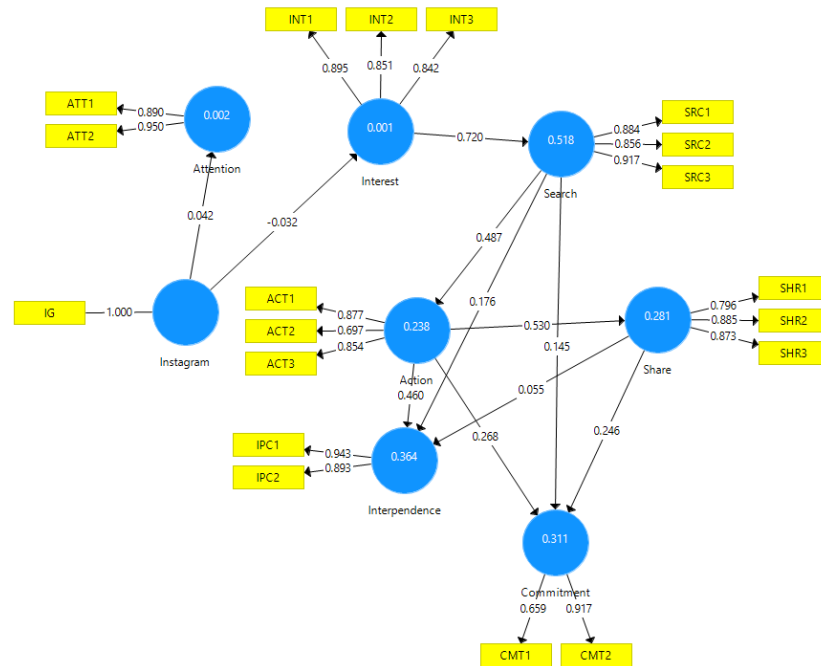 INT1
INT2
INT3
0.895
0.851
0.842
ATT1
ATT2
0.890
0.950
0.002
Attention
0.001
Interest
0.720
0.518
Search
0.884
0.856
0.917
SRC1
SRC2
SRC3
0.042
-0.032
0.487
0.176
0.145
IG
1.000
Instagram
ACT1
ACT2
ACT3
0.877
0.697
0.854
0.238
Action
0.530
0.281
Share
0.796
0.885
0.873
SHR1
SHR2
SHR3
0.460
0.055
0.268
0.246
IPC1
IPC2
0.943
0.893
0.364
Interpendence
0.311
Commitment
0.659
0.917
CMT1
CMT2